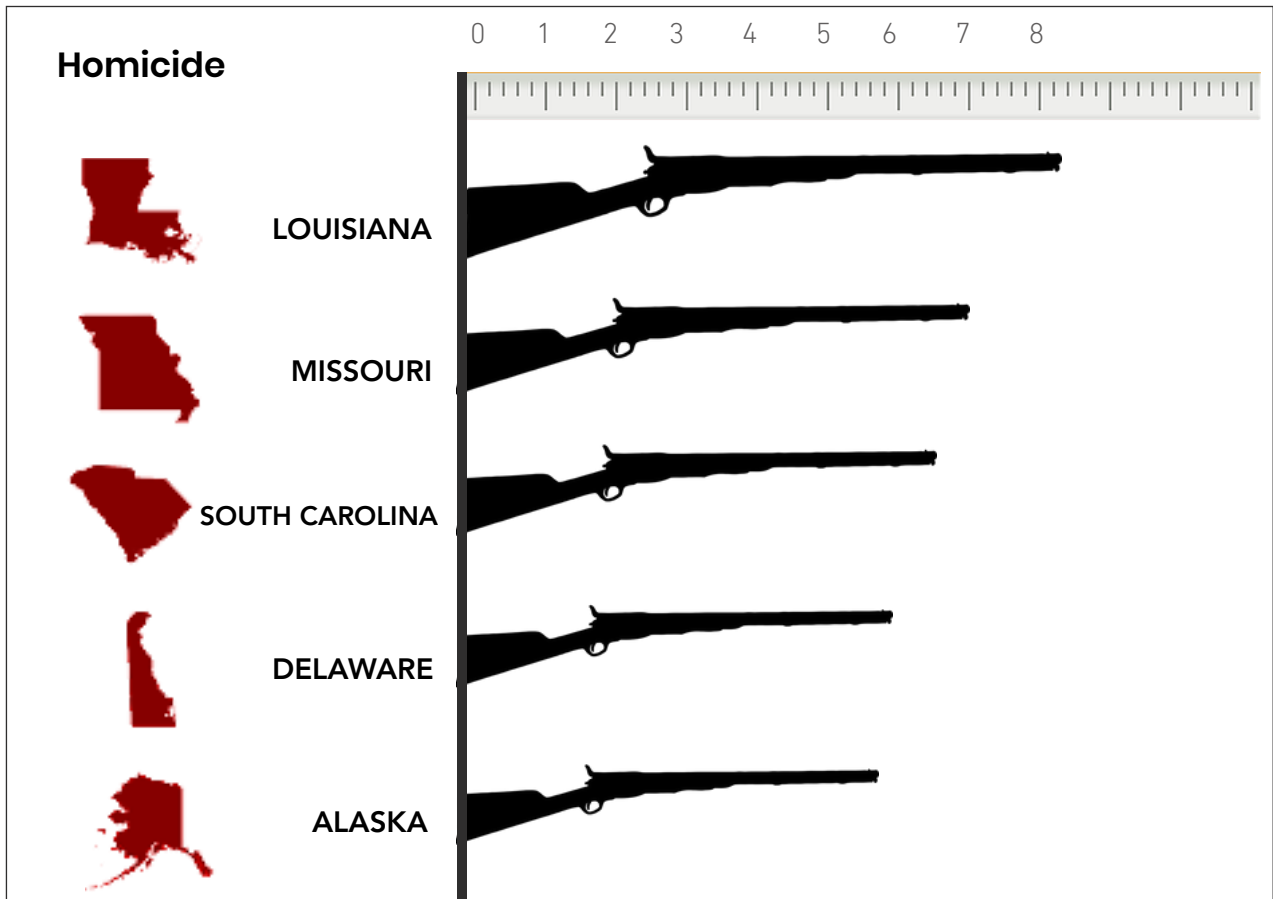 0 1 2 3 4 5 6 7 8
Homicide
LOUISIANA
MISSOURI
SOUTH CAROLINA
DELAWARE
ALASKA